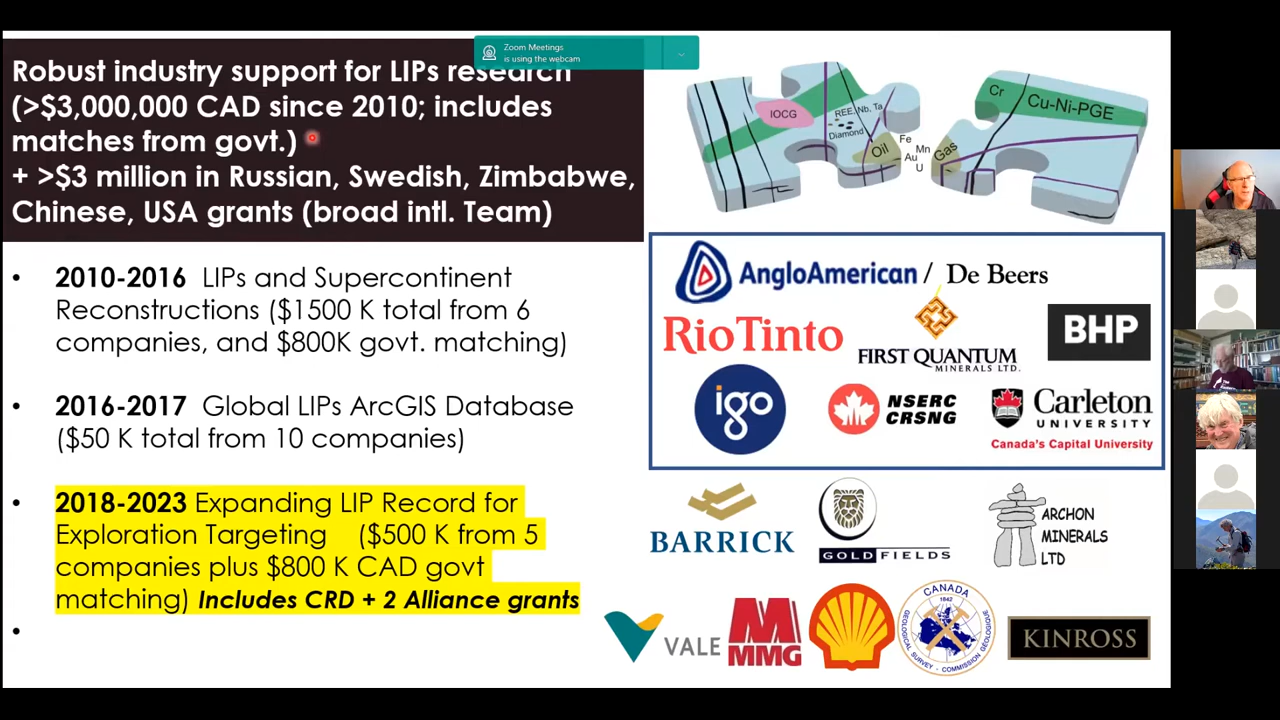 Zoom Meetings
is using the webcam
Robust industry support for LIPs research
(>$3,000,000 CAD since 2010; includes
matches from govt.)
+ >$3 million in Russian, Swedish, Zimbabwe,
Chinese, USA grants (broad intl. Team)
• 2010-2016 LIPs and Supercontinent
Reconstructions ($1500 K total from 6
companies, and $800K govt. matching)
• 2016-2017 Global LIPs ArcGIS Database
($50 K total from 10 companies)
• 2018-2023 Expanding LIP Record for
Exploration Targeting ($500 K from 5
companies plus $800 K CAD govt
matching) Includes CRD + 2 Alliance grants
•
IOCG
REE, Nb, Ta
Diamond
Oil
Fe
Mn
Au
U
Gas
Cr
Cu-Ni-PGE
AngloAmerican / De Beers
RioTinto
FIRST QUANTUM
MINERALS LTD.
BHP
igo
NSERC
CRSNG
Carleton
UNIVERSITY
Canada's Capital University
BARRICK
GOLD FIELDS
ARCHON
MINERALS
LTD
VALE
M
MMG
CANADA
1842
GEOLOGICAL SURVEY - COMMISSION GÉOLOGIQUE
KINROSS